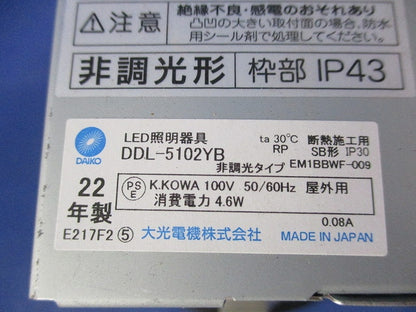 ⚠注意
絶縁不良・感電のおそれあり
凸凹の大きい取付面の場合、防水
用シール剤で処理してください。
非調光形
枠部 IP43
DAIKO
LED照明器具
DDL-5102YB
非調光タイプ
ta 30℃ 断熱施工用
RP SB形 IP30
EM1BBWF-009
22
年製
PS
E
K.KOWA 100V 50/60Hz 屋外用
消費電力 4.6W
0.08A
E217F2 ⑤ 大光電機株式会社
MADE IN JAPAN